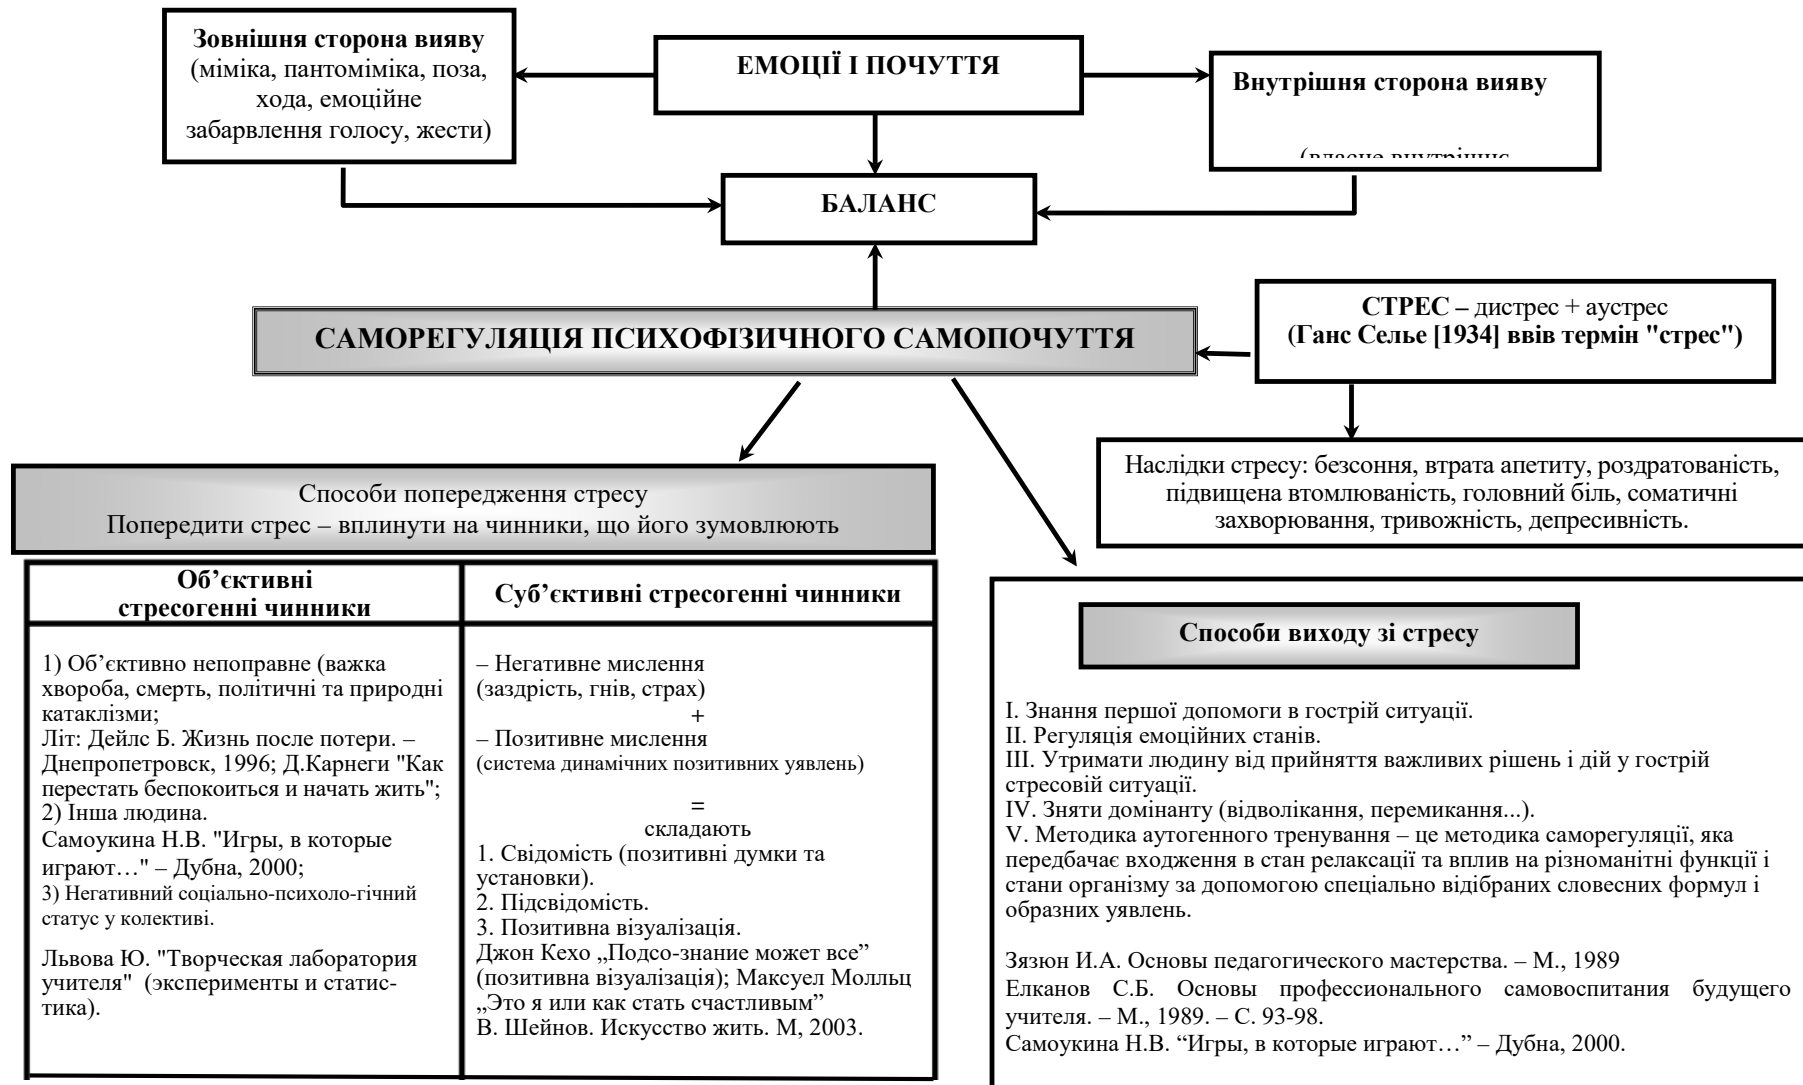 Зовнішня сторона вияву
(міміка, пантоміміка, поза,
хода, емоційне
забарвлення голосу, жести)
ЕМОЦІЇ І ПОЧУТТЯ
Внутрішня сторона вияву
(власне внутрішнє
БАЛАНС
САМОРЕГУЛЯЦІЯ ПСИХОФІЗИЧНОГО САМОПОЧУТТЯ
СТРЕС – дистрес + аустрес
(Ганс Селье [1934] ввів термін "стрес")
Наслідки стресу: безсоння, втрата апетиту, роздратованість,
підвищена втомлюваність, головний біль, соматичні
захворювання, тривожність, депресивність.
Способи попередження стресу
Попередити стрес – вплинути на чинники, що його зумовлюють
Об’єктивні
стресогенні чинники
1) Об’єктивно непоправне (важка
хвороба, смерть, політичні та природні
катаклізми;
Літ: Дейлс Б. Жизнь после потери. –
Днепропетровск, 1996; Д.Карнеги "Как
перестать беспокоиться и начать жить";
2) Інша людина.
Самоукина Н.В. "Игры, в которые
играют…" – Дубна, 2000;
3) Негативний соціально-психоло-гічний
статус у колективі.
Львова Ю. "Творческая лаборатория
учителя" (эксперименты и статис-
тика).
Суб’єктивні стресогенні чинники
– Негативне мислення
(заздрість, гнів, страх)
+
– Позитивне мислення
(система динамічних позитивних уявлень)
=
складають
1. Свідомість (позитивні думки та
установки).
2. Підсвідомість.
3. Позитивна візуалізація.
Джон Кехо „Подсо-знание может все”
(позитивна візуалізація); Максуел Молльц
„Это я или как стать счастливым”
В. Шейнов. Искусство жить. М, 2003.
Способи виходу зі стресу
I. Знання першої допомоги в гострій ситуації.
II. Регуляція емоційних станів.
III. Утримати людину від прийняття важливих рішень і дій у гострій
стресовій ситуації.
IV. Зняти домінанту (відволікання, перемикання...).
V. Методика аутогенного тренування – це методика саморегуляції, яка
передбачає входження в стан релаксації та вплив на різноманітні функції і
стани організму за допомогою спеціально відібраних словесних формул і
образних уявлень.
Зязюн И.А. Основы педагогического мастерства. – М., 1989
Елканов С.Б. Основы профессионального самовоспитания будущего
учителя. – М., 1989. – С. 93-98.
Самоукина Н.В. “Игры, в которые играют…” – Дубна, 2000.